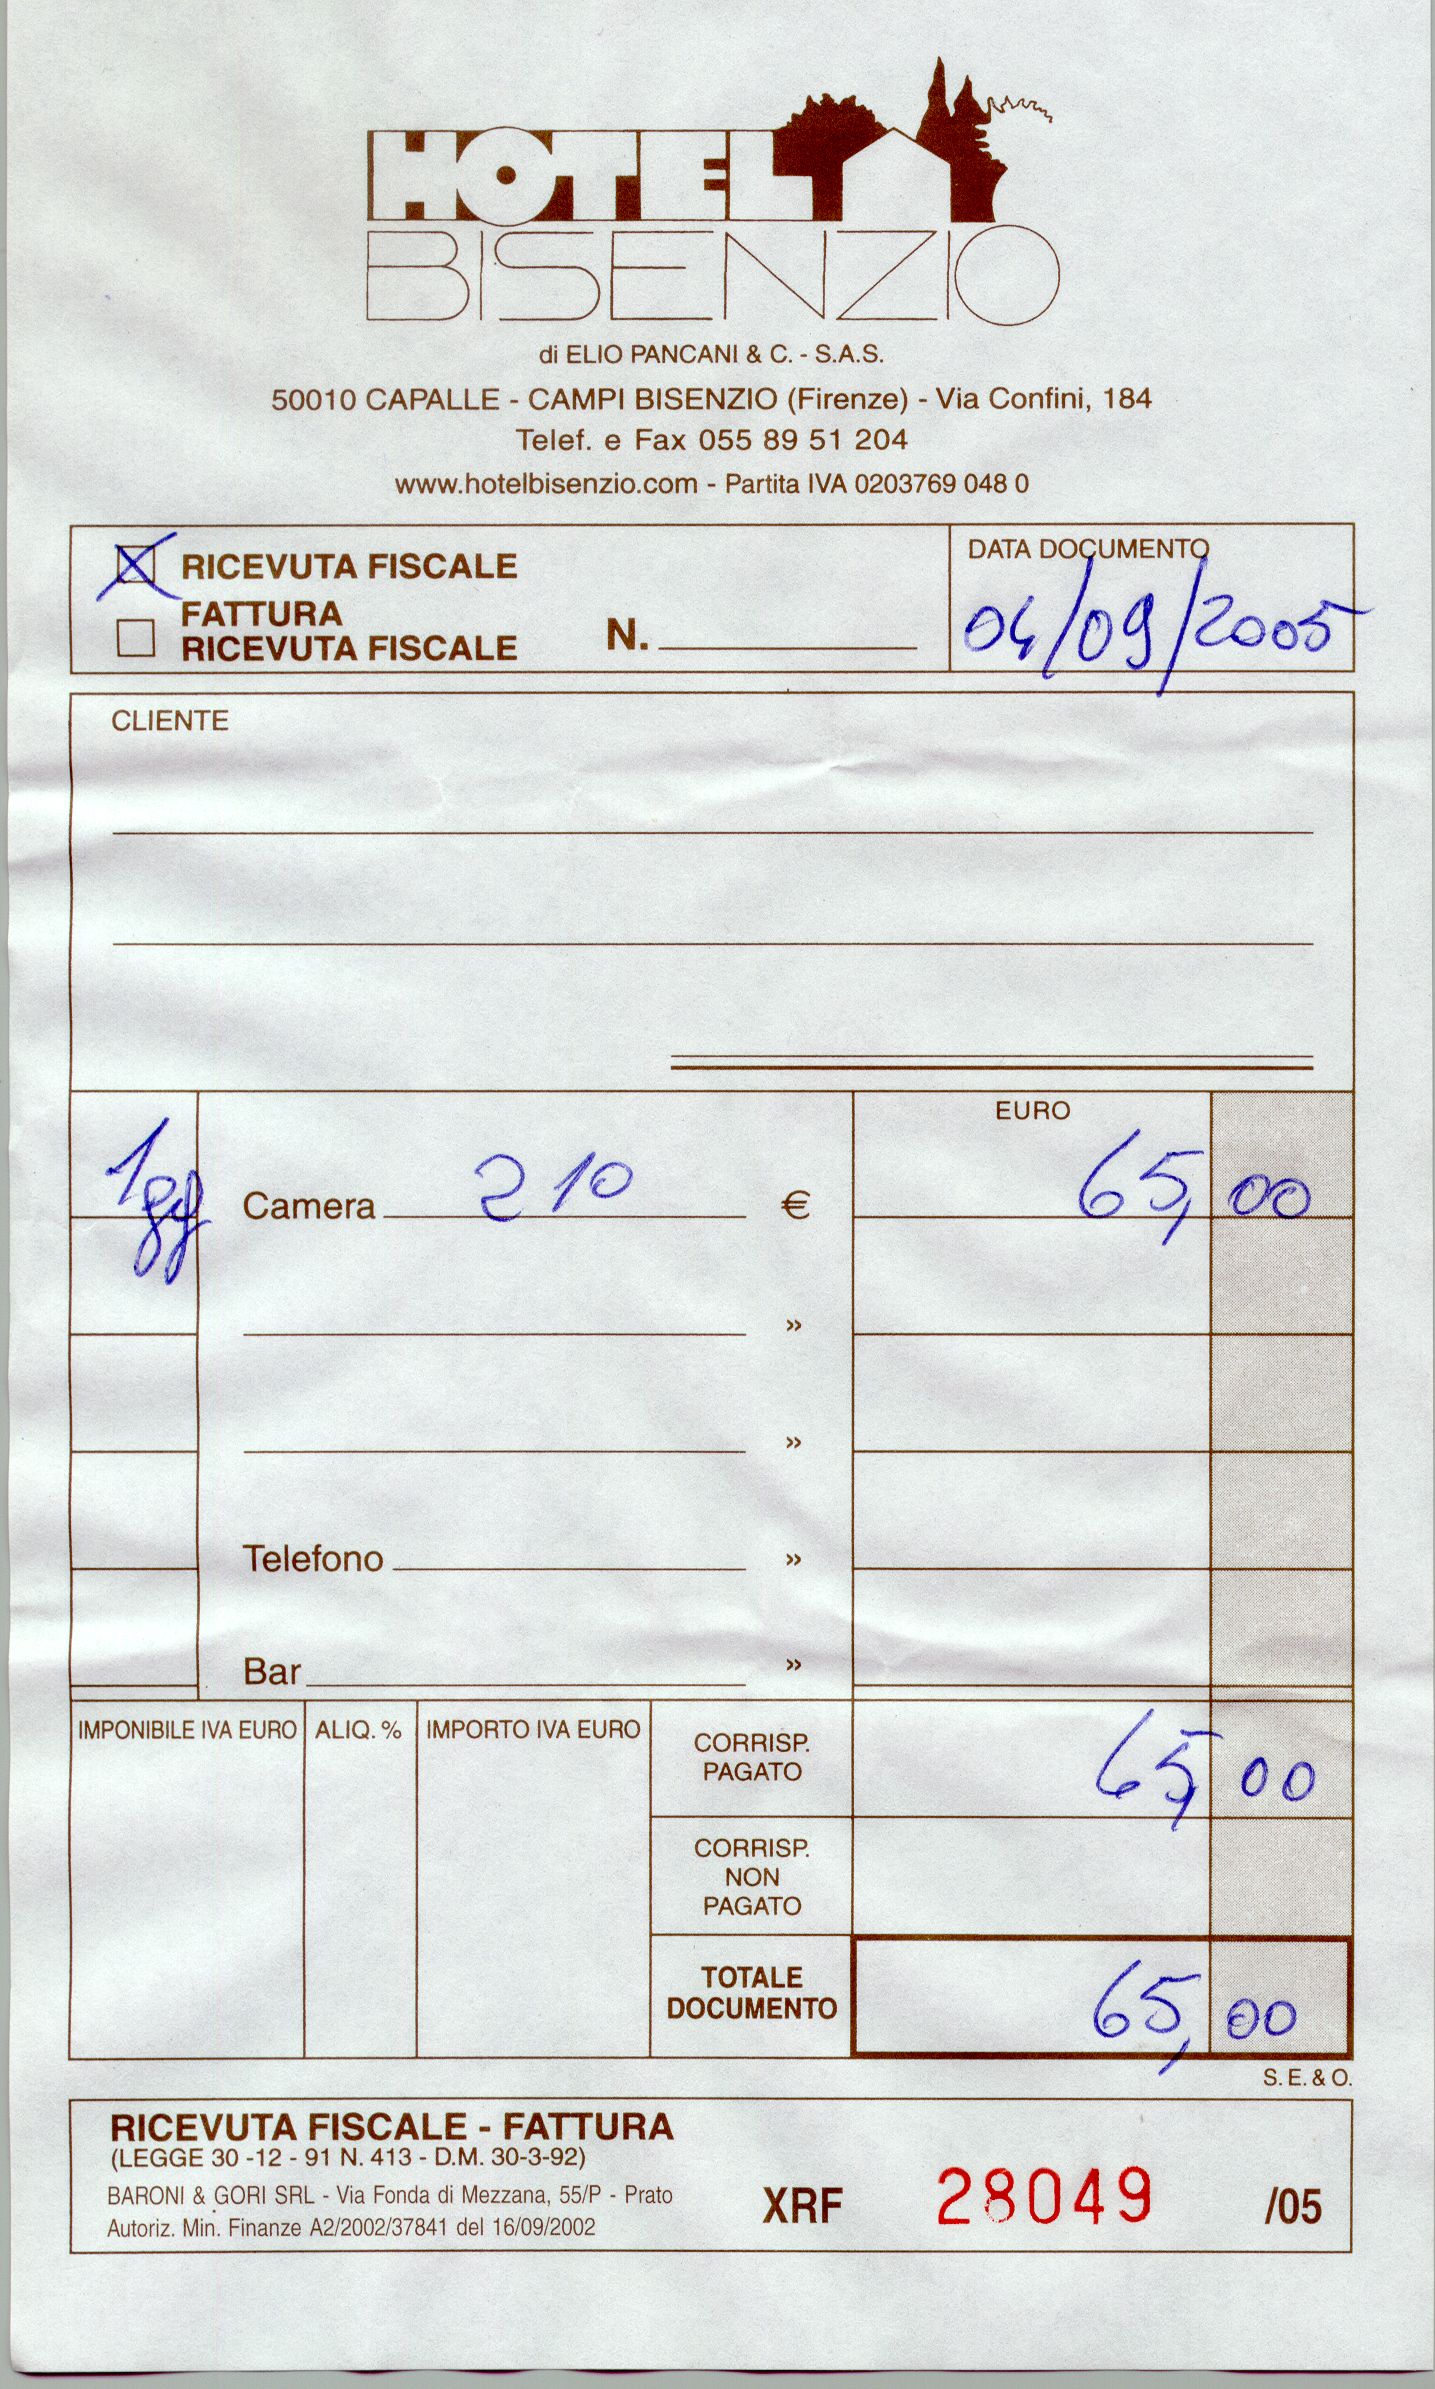 HOTEL
BISENZIO
di ELIO PANCANI & C. - S.A.S.
50010 CAPALLE - CAMPI BISENZIO (Firenze) - Via Confini, 184
Telef. e Fax 055 89 51 204
www.hotelbisenzio.com - Partita IVA 0203769 048 0
RICEVUTA FISCALE
FATTURA
RICEVUTA FISCALE
N.
DATA DOCUMENTO
04/09/2005
CLIENTE
EURO
1gg Camera 210 € 65,00
»
»
Telefono »
Bar »
IMPONIBILE IVA EURO ALIQ. % IMPORTO IVA EURO
CORRISP.
PAGATO
65,00
CORRISP.
NON
PAGATO
TOTALE
DOCUMENTO
65,00
S. E. & O.
RICEVUTA FISCALE - FATTURA
(LEGGE 30 -12 - 91 N. 413 - D.M. 30-3-92)
BARONI & GORI SRL - Via Fonda di Mezzana, 55/P - Prato
Autoriz. Min. Finanze A2/2002/37841 del 16/09/2002
XRF 28049 /05